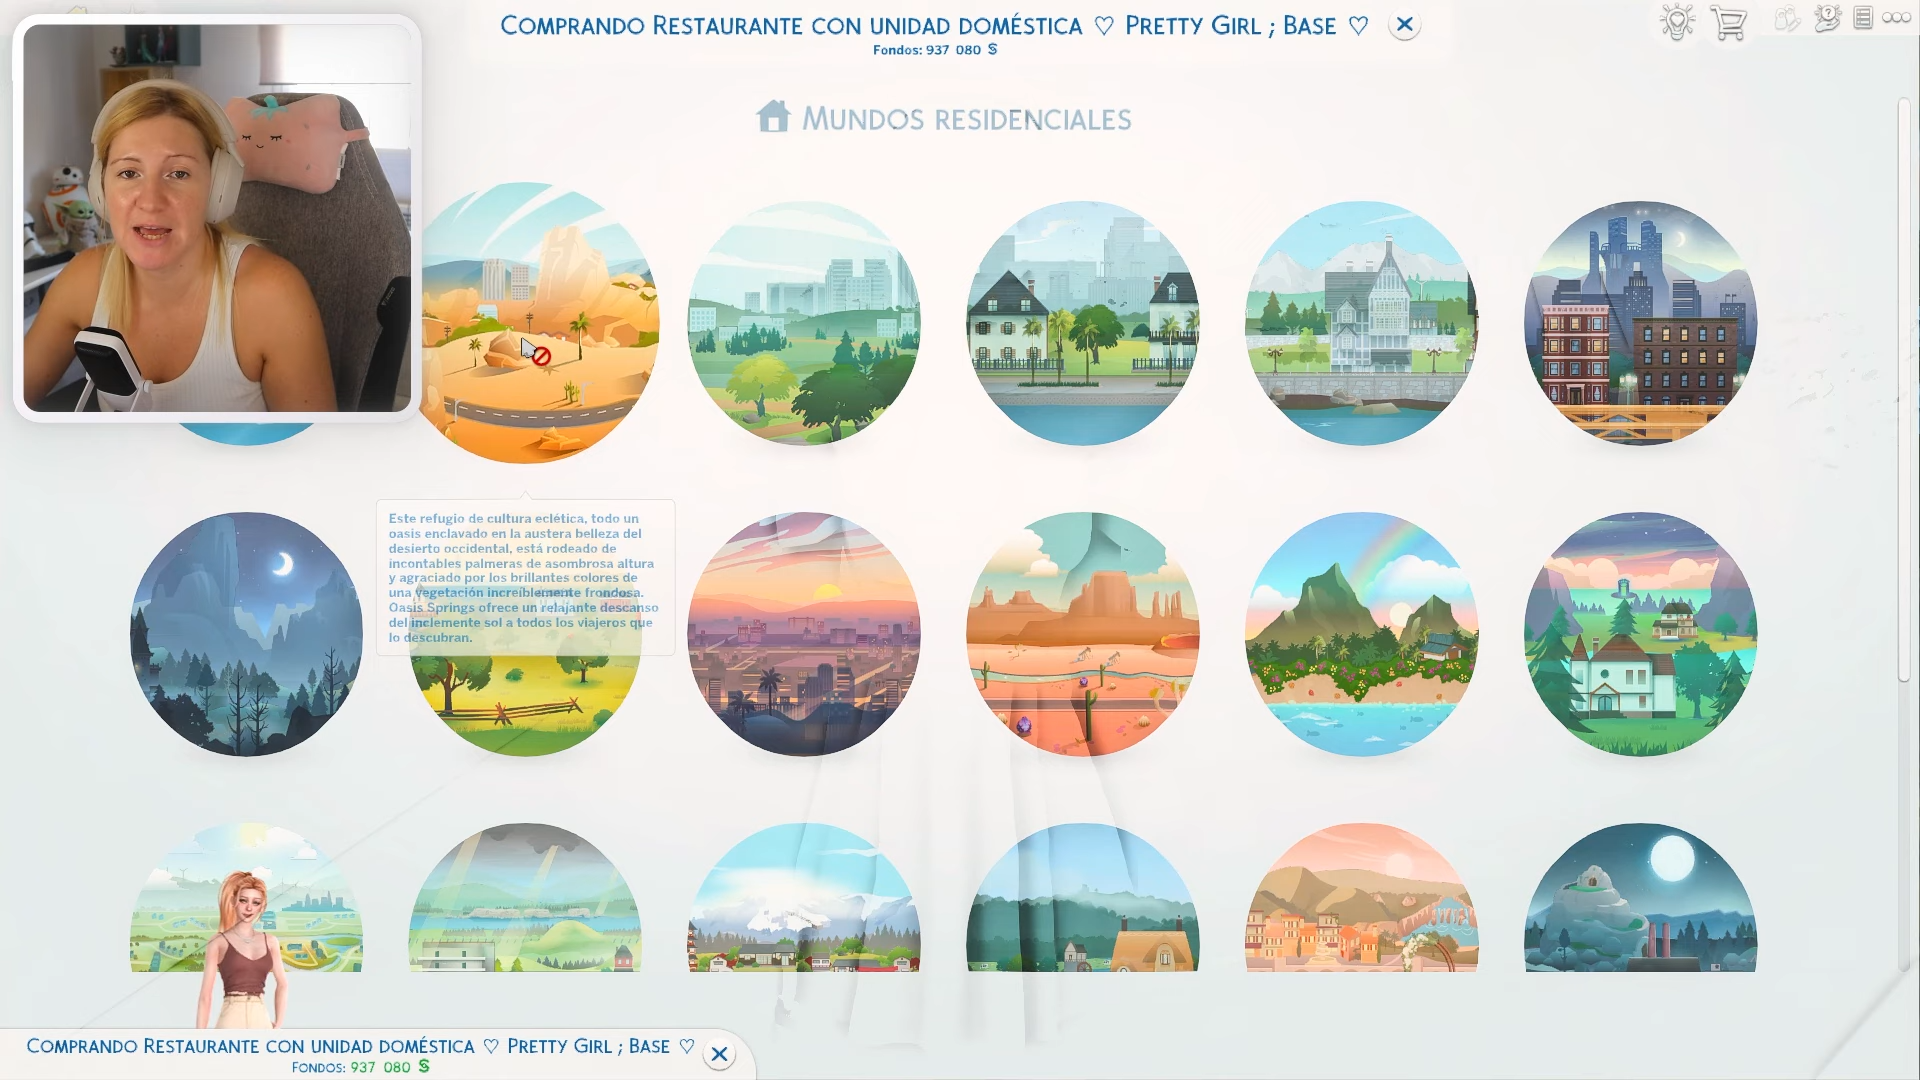 Comprando Restaurante con unidad doméstica ♡ Pretty Girl ; Base ♡
Fondos: 937 080 $
Mundos residenciales
Este refugio de cultura eclética, todo un
oasis enclavado en la austera belleza del
desierto occidental, está rodeado de
incontables palmeras de asombrosa altura
y agraciado por los brillantes colores de
una vegetación increíblemente frondosa.
Oasis Springs ofrece un relajante descanso
del inclemente sol a todos los viajeros que
lo descubran.
Comprando Restaurante con unidad doméstica ♡ Pretty Girl ; Base ♡
Fondos: 937 080 $